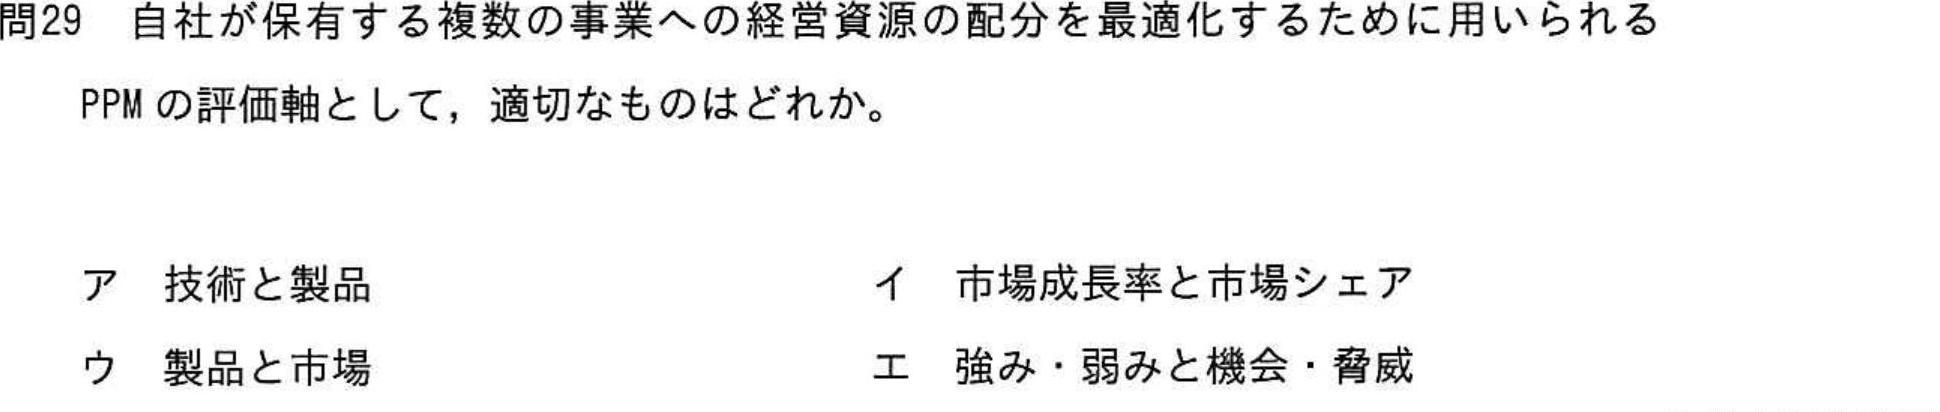 問29 自社が保有する複数の事業への経営資源の配分を最適化するために用いられる
PPMの評価軸として，適切なものはどれか。
ア 技術と製品 イ 市場成長率と市場シェア
ウ 製品と市場 エ 強み・弱みと機会・脅威